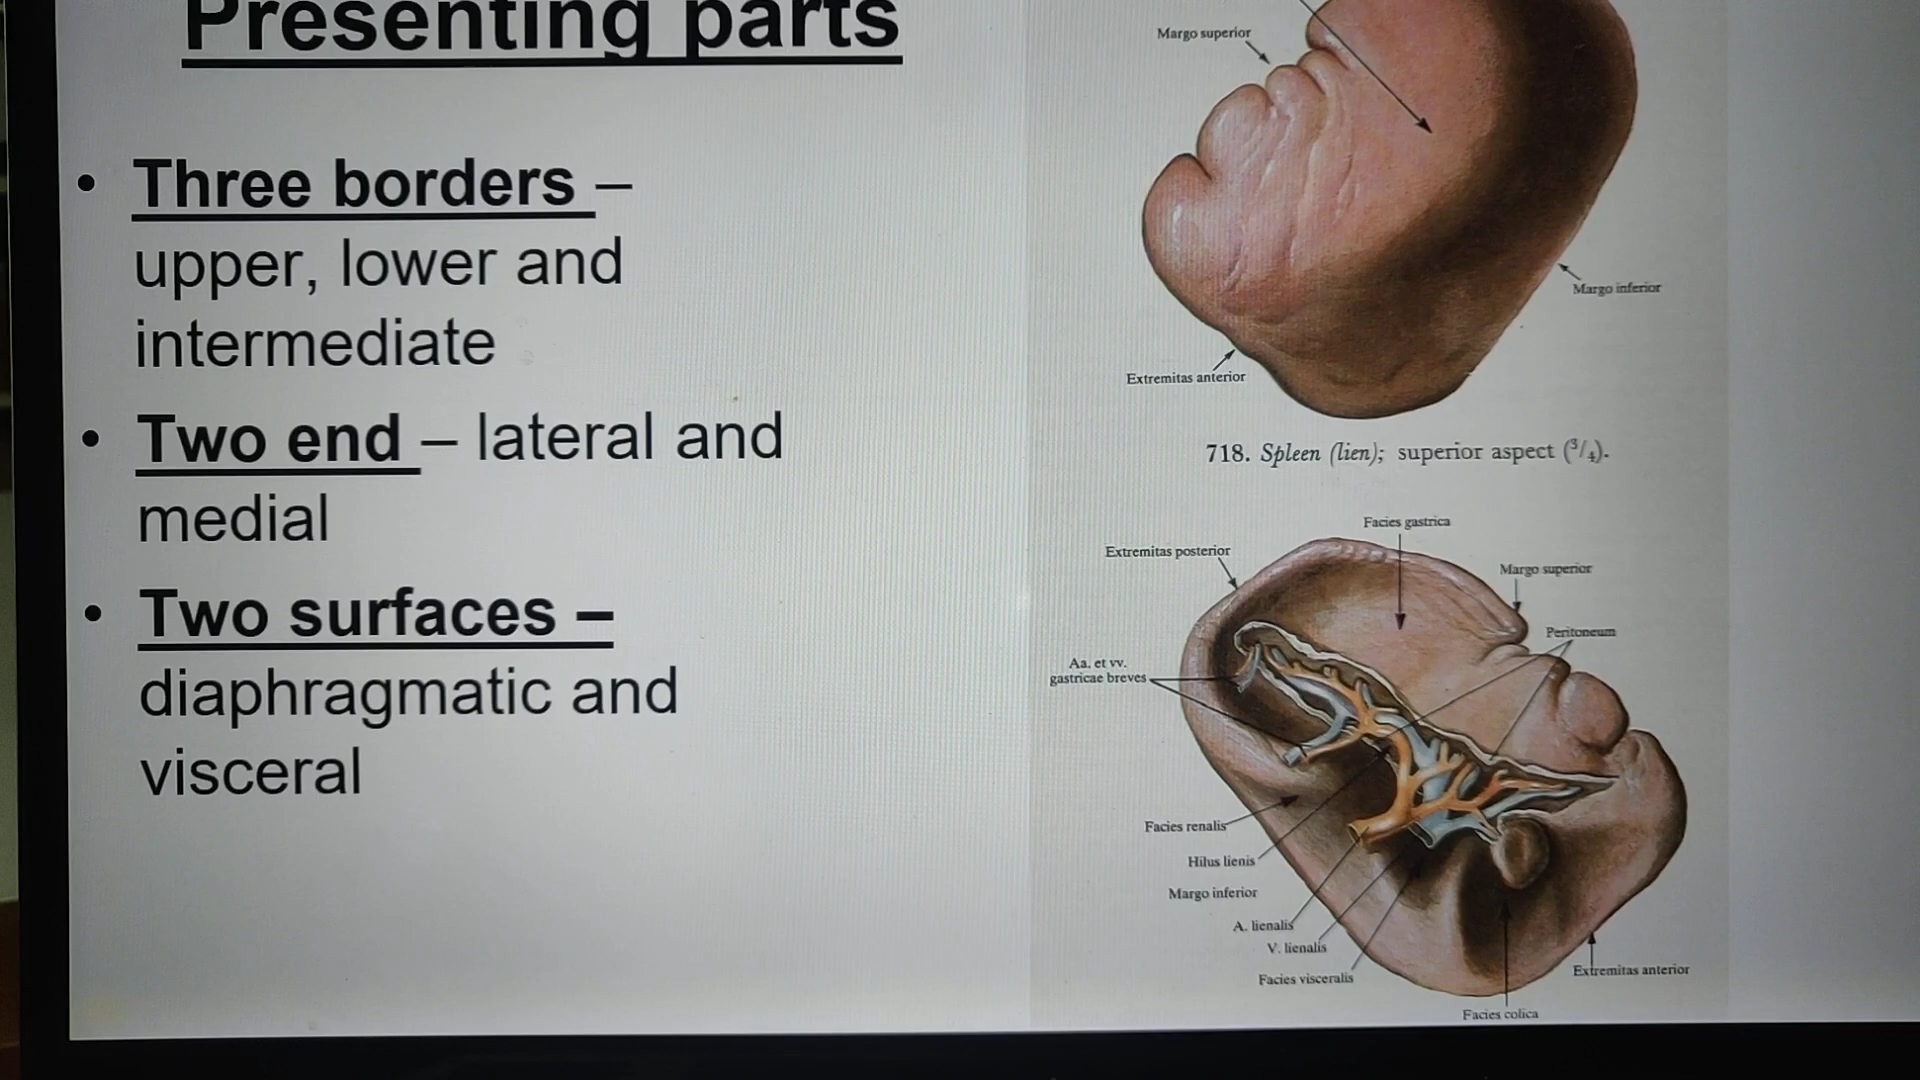 Presenting parts
• Three borders –
upper, lower and
intermediate
• Two end – lateral and
medial
• Two surfaces –
diaphragmatic and
visceral
Margo superior
Margo inferior
Extremitas anterior
718. Spleen (lien); superior aspect (3/4).
Facies gastrica
Extremitas posterior
Margo superior
Peritoneum
Aa. et vv.
gastricae breves
Facies renalis
Hilus lienis
Margo inferior
A. lienalis
V. lienalis
Facies visceralis
Extremitas anterior
Facies colica